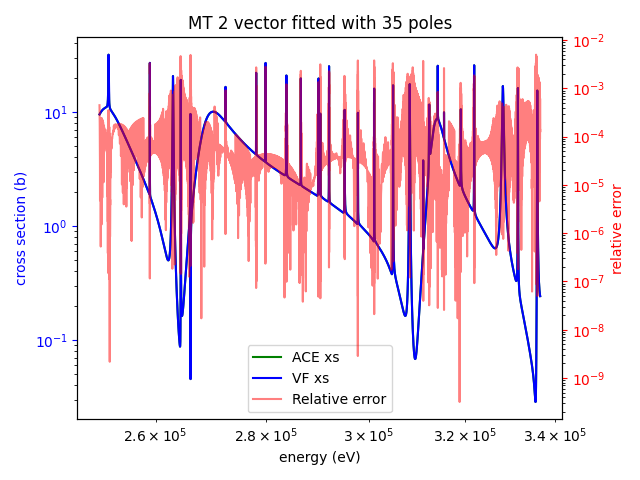 MT 2 vector fitted with 35 poles
cross section (b)
10¹
10⁰
10⁻¹
10⁻²
10⁻³
10⁻⁴
10⁻⁵
10⁻⁶
10⁻⁷
10⁻⁸
10⁻⁹
relative error
ACE xs
VF xs
Relative error
2.6 × 10⁵ 2.8 × 10⁵ 3 × 10⁵ 3.2 × 10⁵ 3.4 × 10⁵
energy (eV)